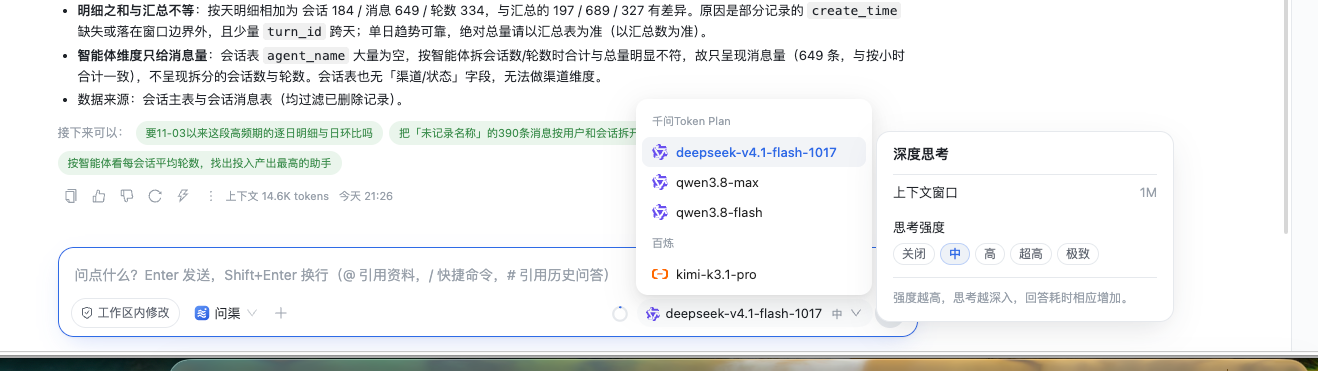 • 明细之和与汇总不等：按天明细相加为 会话 184 / 消息 649 / 轮数 334，与汇总的 197 / 689 / 327 有差异。原因是部分记录的 create_time
缺失或落在窗口边界外，且少量 turn_id 跨天；单日趋势可靠，绝对总量请以汇总表为准（以汇总数为准）。
• 智能体维度只给消息量：会话表 agent_name 大量为空，按智能体拆会话数/轮数时合计与总量明显不符，故只呈现消息量（649 条，与按小时
合计一致），不呈现拆分的会话数与轮数。会话表也无「渠道/状态」字段，无法做渠道维度。
• 数据来源：会话主表与会话消息表（均过滤已删除记录）。
接下来可以： 要11-03以来这段高频期的逐日明细与日环比吗 把「未记录名称」的390条消息按用户和会话拆开
按智能体看每会话平均轮数，找出投入产出最高的助手
上下文 14.6K tokens 今天 21:26
千问Token Plan
deepseek-v4.1-flash-1017
qwen3.8-max
qwen3.8-flash
百炼
kimi-k3.1-pro
深度思考
上下文窗口 1M
思考强度
关闭 中 高 超高 极致
强度越高，思考越深入，回答耗时相应增加。
问点什么？Enter 发送，Shift+Enter 换行（@ 引用资料，/ 快捷命令，# 引用历史问答）
工作区内修改 问渠 deepseek-v4.1-flash-1017 中